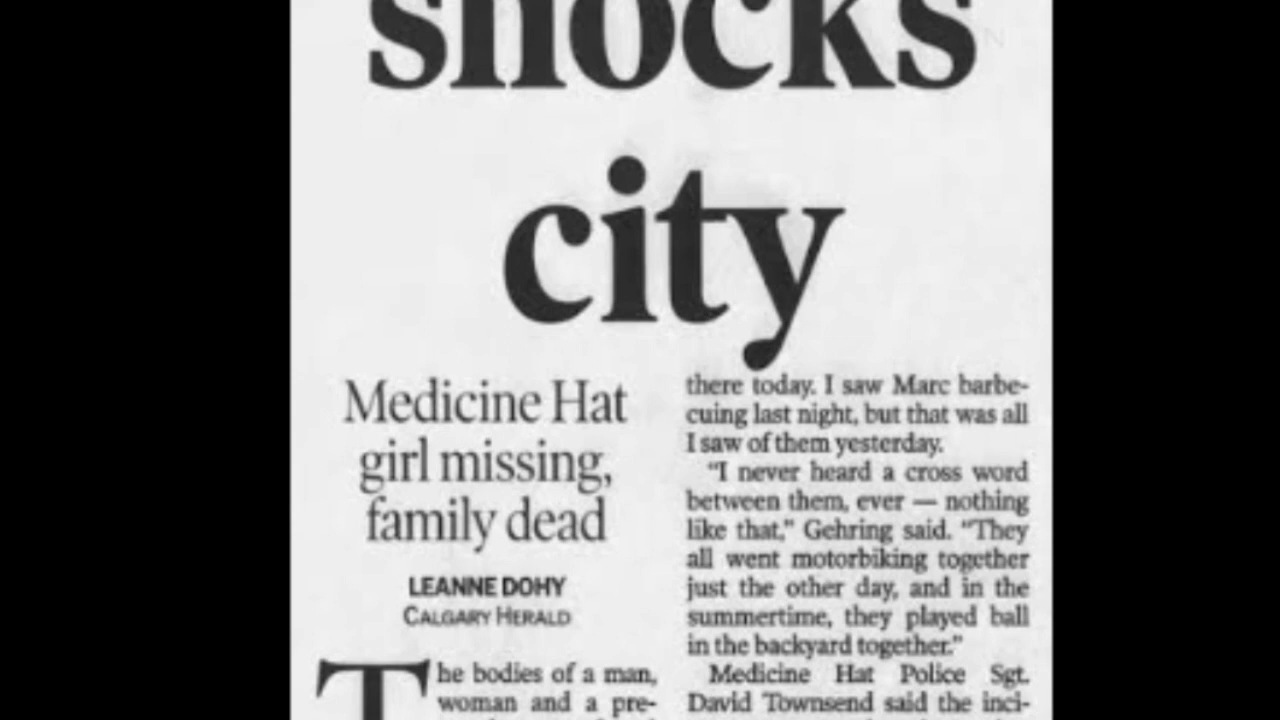 shocks
city
Medicine Hat
girl missing,
family dead
LEANNE DOHY
CALGARY HERALD
The bodies of a man,
woman and a pre-
there today. I saw Marc barbe-
cuing last night, but that was all
I saw of them yesterday.
"I never heard a cross word
between them, ever — nothing
like that," Gehring said. "They
all went motorbiking together
just the other day, and in the
summertime, they played ball
in the backyard together."
Medicine Hat Police Sgt.
David Townsend said the inci-